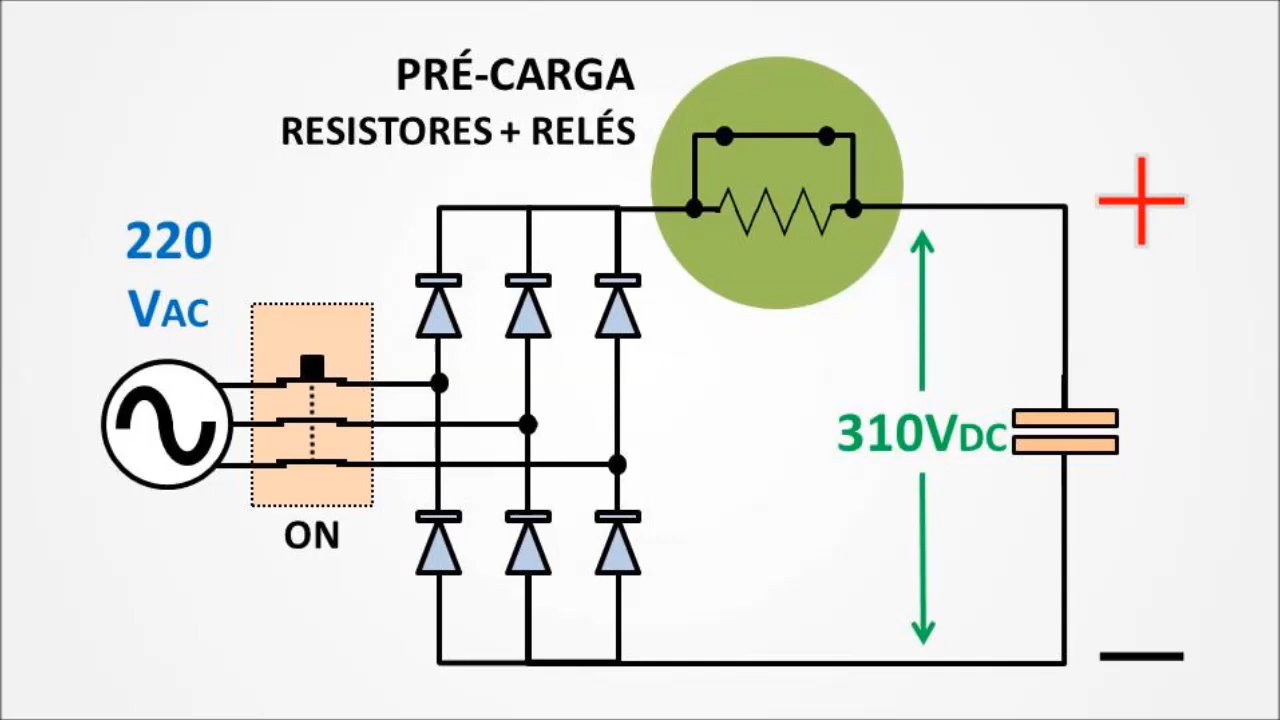 PRÉ-CARGA
RESISTORES + RELÉS
220
VAC
310VDC
ON